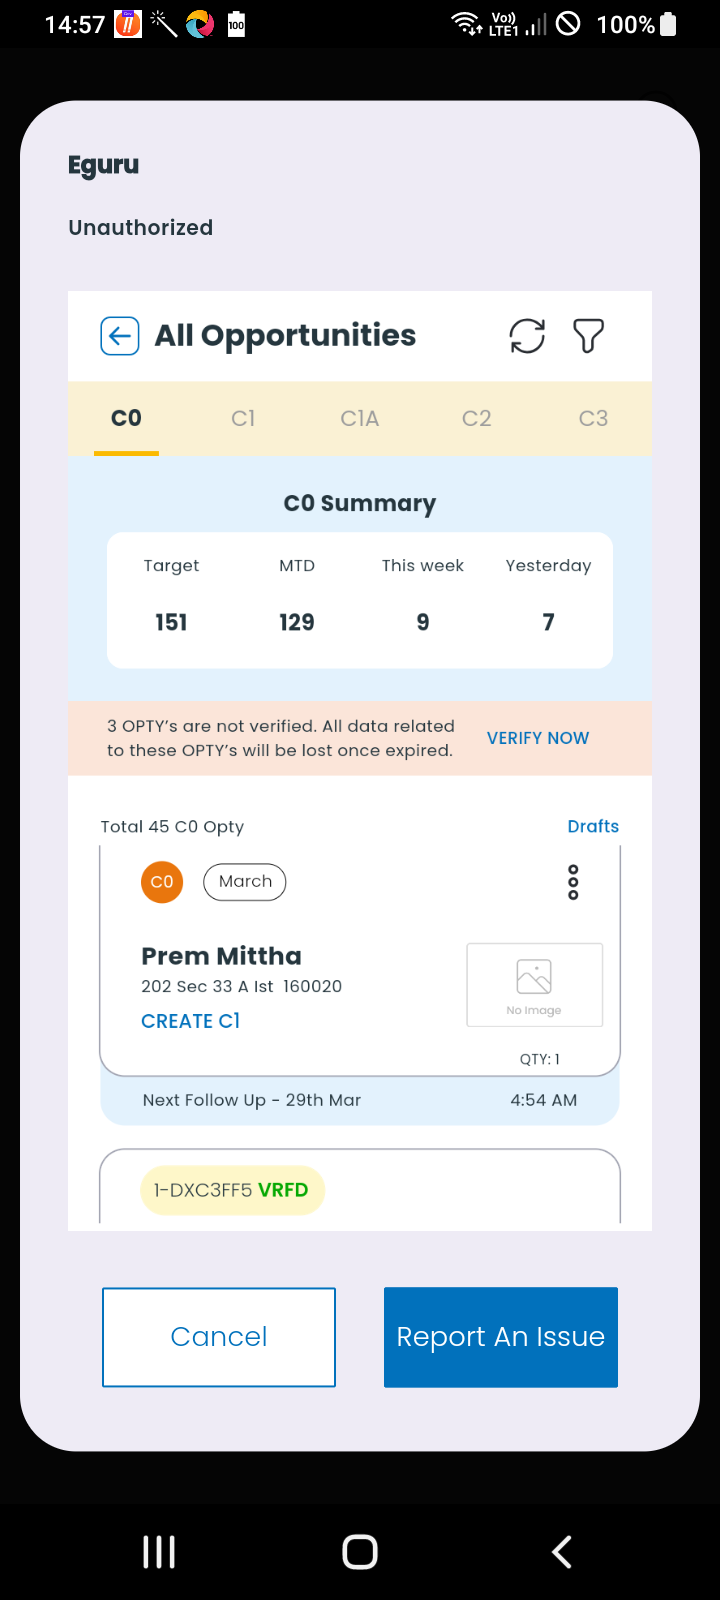 14:57 100 Vo)) LTE1 100%
Eguru
Unauthorized
All Opportunities
C0 C1 C1A C2 C3
C0 Summary
Target MTD This week Yesterday
151 129 9 7
3 OPTY's are not verified. All data related
to these OPTY's will be lost once expired.
VERIFY NOW
Total 45 C0 Opty Drafts
C0 March
Prem Mittha
202 Sec 33 A Ist 160020
CREATE C1
No Image
QTY: 1
Next Follow Up - 29th Mar 4:54 AM
1-DXC3FF5 VRFD
Cancel Report An Issue